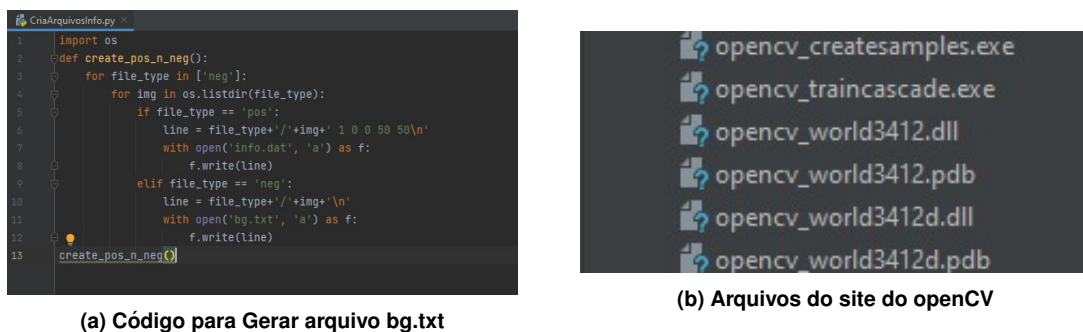 CriaArquivosInfo.py
1 import os
2 def create_pos_n_neg():
3 for file_type in ['neg']:
4 for img in os.listdir(file_type):
5 if file_type == 'pos':
6 line = file_type+'/'+img+' 1 0 0 50 50\n'
7 with open('info.dat', 'a') as f:
8 f.write(line)
9 elif file_type == 'neg':
10 line = file_type+'/'+img+'\n'
11 with open('bg.txt', 'a') as f:
12 f.write(line)
13 create_pos_n_neg()
(a) Código para Gerar arquivo bg.txt
opencv_createsamples.exe
opencv_traincascade.exe
opencv_world3412.dll
opencv_world3412.pdb
opencv_world3412d.dll
opencv_world3412d.pdb
(b) Arquivos do site do openCV